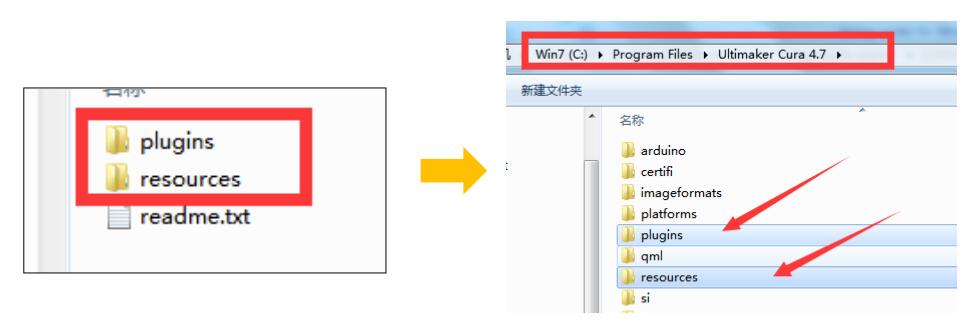 名称
plugins
resources
readme.txt
Win7 (C:) ▸ Program Files ▸ Ultimaker Cura 4.7 ▸
新建文件夹
名称
arduino
certifi
imageformats
platforms
plugins
qml
resources
si